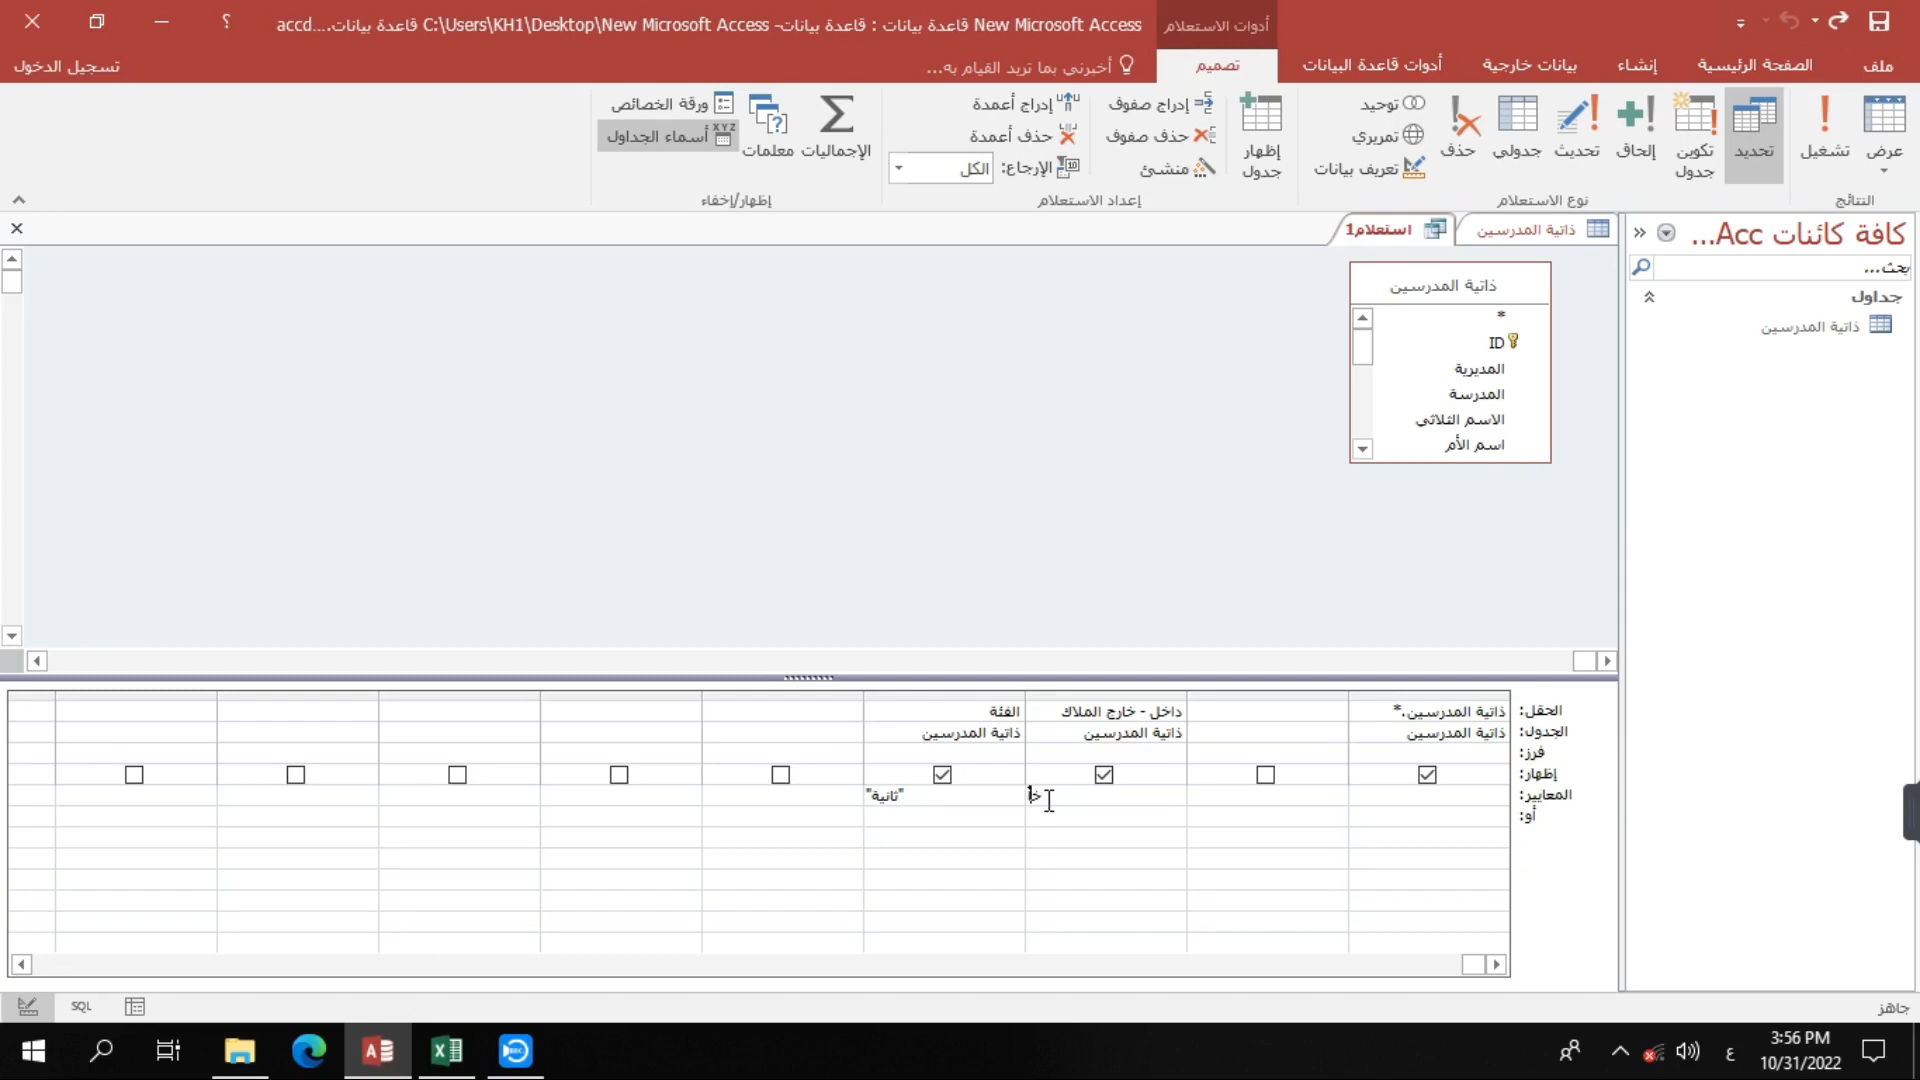 أدوات الاستعلام
New Microsoft Access قاعدة بيانات : قاعدة بيانات- C:\Users\KH1\Desktop\New Microsoft Access قاعدة بيانات....accd
ملف
الصفحة الرئيسية
إنشاء
بيانات خارجية
أدوات قاعدة البيانات
تصميم
أخبرني بما تريد القيام به...
تسجيل الدخول
عرض
تشغيل
النتائج
تحديد
تكوين جدول
إلحاق
تحديث
جدولي
حذف
توحيد
تمريري
تعريف بيانات
نوع الاستعلام
إظهار جدول
إدراج صفوف
حذف صفوف
منشئ
إدراج أعمدة
حذف أعمدة
الإرجاع: الكل
إعداد الاستعلام
الإجماليات
معلمات
ورقة الخصائص
أسماء الجداول
إظهار/إخفاء
كافة كائنات Acc...
بحث...
جداول
ذاتية المدرسين
ذاتية المدرسين
استعلام1
ذاتية المدرسين
*
ID
المديرية
المدرسة
الاسم الثلاثي
اسم الأم
الحقل: ذاتية المدرسين.* داخل - خارج الملاك الفئة
الجدول: ذاتية المدرسين ذاتية المدرسين ذاتية المدرسين
فرز:
إظهار:
المعايير: خا "ثانية"
أو:
جاهز
SQL
ع
3:56 PM
10/31/2022